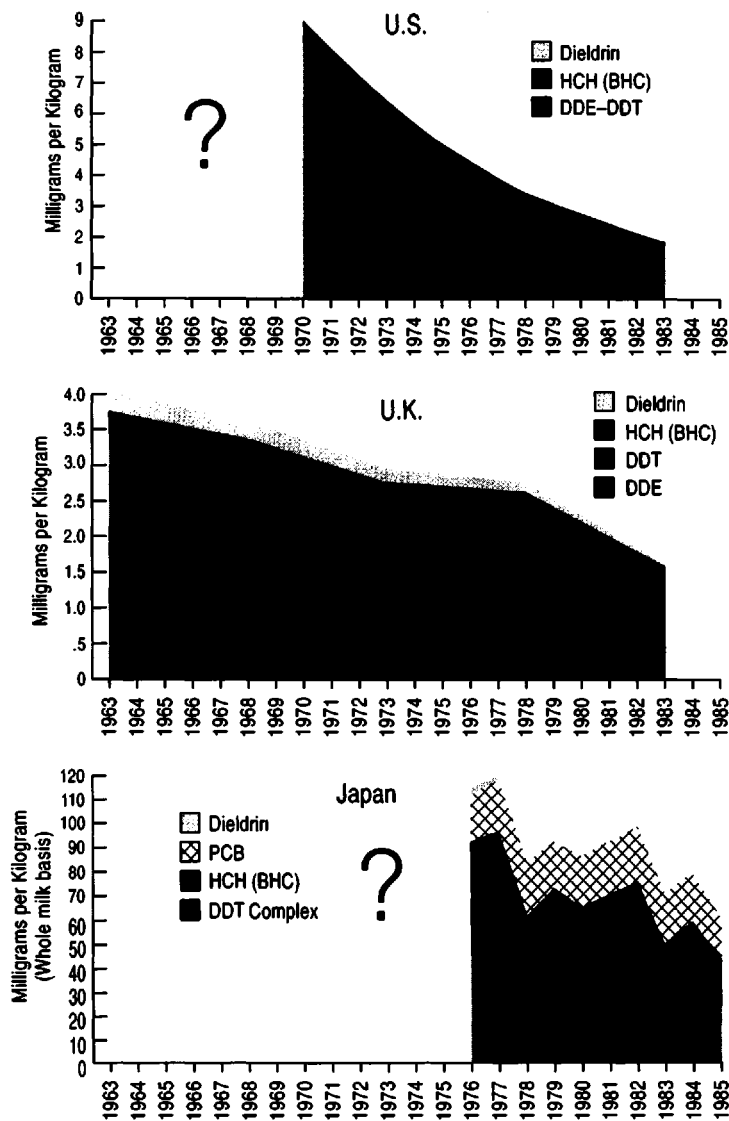 U.S.
Milligrams per Kilogram
9
8
7
6
5
4
3
2
1
0
?
Dieldrin
HCH (BHC)
DDE–DDT
1963 1964 1965 1966 1967 1968 1969 1970 1971 1972 1973 1974 1975 1976 1977 1978 1979 1980 1981 1982 1983 1984 1985
U.K.
Milligrams per Kilogram
4.0
3.5
3.0
2.5
2.0
1.5
1.0
.5
0
Dieldrin
HCH (BHC)
DDT
DDE
1963 1964 1965 1966 1967 1968 1969 1970 1971 1972 1973 1974 1975 1976 1977 1978 1979 1980 1981 1982 1983 1984 1985
Japan
Milligrams per Kilogram
(Whole milk basis)
120
110
100
90
80
70
60
50
40
30
20
10
0
Dieldrin
PCB
HCH (BHC)
DDT Complex
?
1963 1964 1965 1966 1967 1968 1969 1970 1971 1972 1973 1974 1975 1976 1977 1978 1979 1980 1981 1982 1983 1984 1985